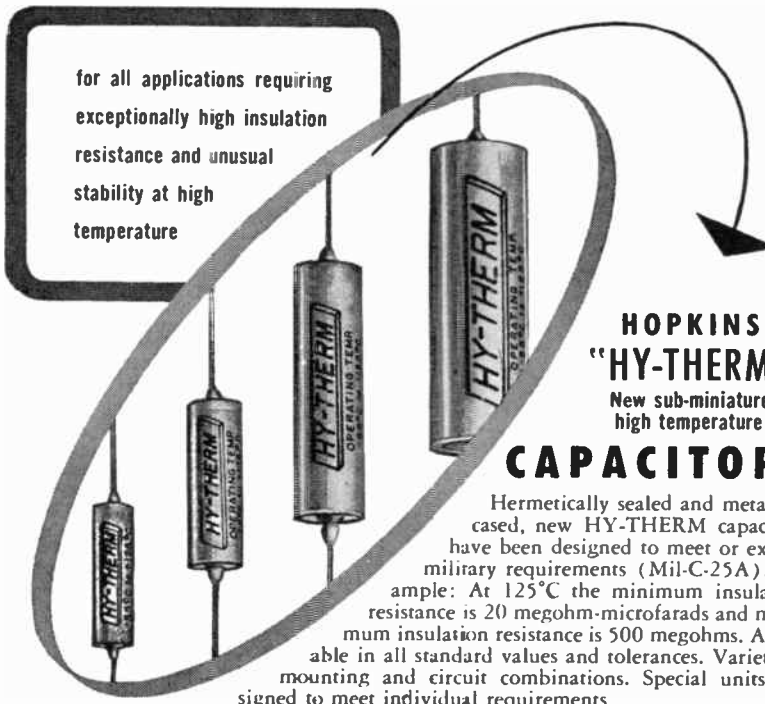 for all applications requiring
exceptionally high insulation
resistance and unusual
stability at high
temperature
HY-THERM
OPERATING TEMP.
HY-THERM
OPERATING TEMP.
HY-THERM
OPERATING TEMP
HY-THERM
HOPKINS
"HY-THERM
New sub-miniature
high temperature
CAPACITOR
Hermetically sealed and meta
cased, new HY-THERM capac
have been designed to meet or ex
military requirements (Mil-C-25A)
ample: At 125°C the minimum insula
resistance is 20 megohm-microfarads and m
mum insulation resistance is 500 megohms. A
able in all standard values and tolerances. Variet
mounting and circuit combinations. Special units
signed to meet individual requirements